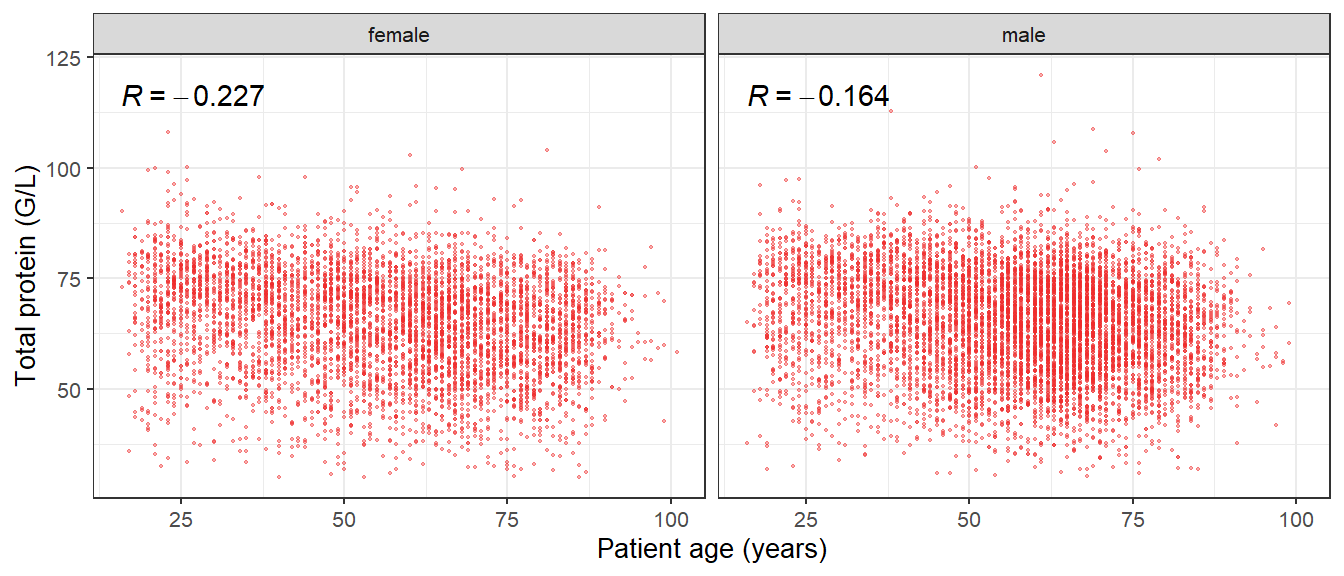 female
male
R = −0.227
R = −0.164
125
100
75
50
Total protein (G/L)
25 50 75 100
25 50 75 100
Patient age (years)